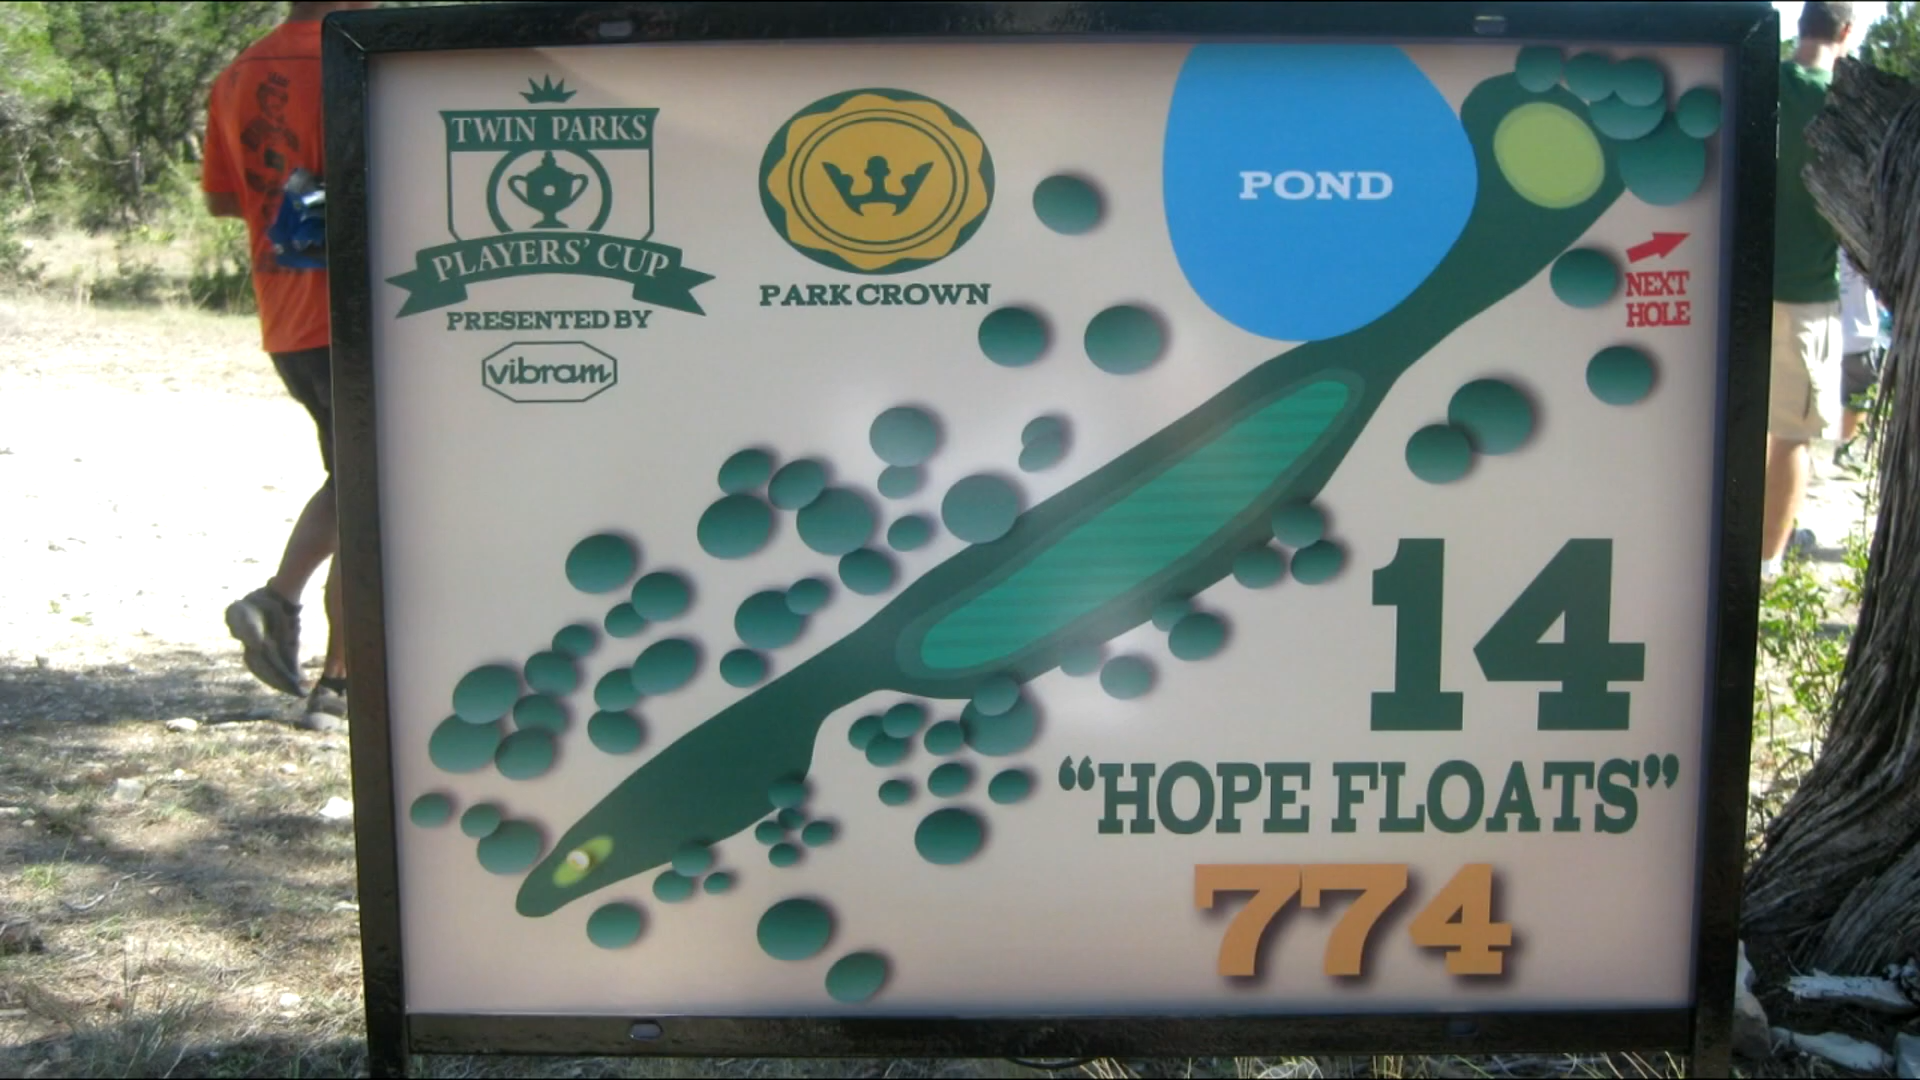 TWIN PARKS
PLAYERS' CUP
PRESENTED BY
vibram
PARK CROWN
POND
NEXT
HOLE
14
“HOPE FLOATS”
774